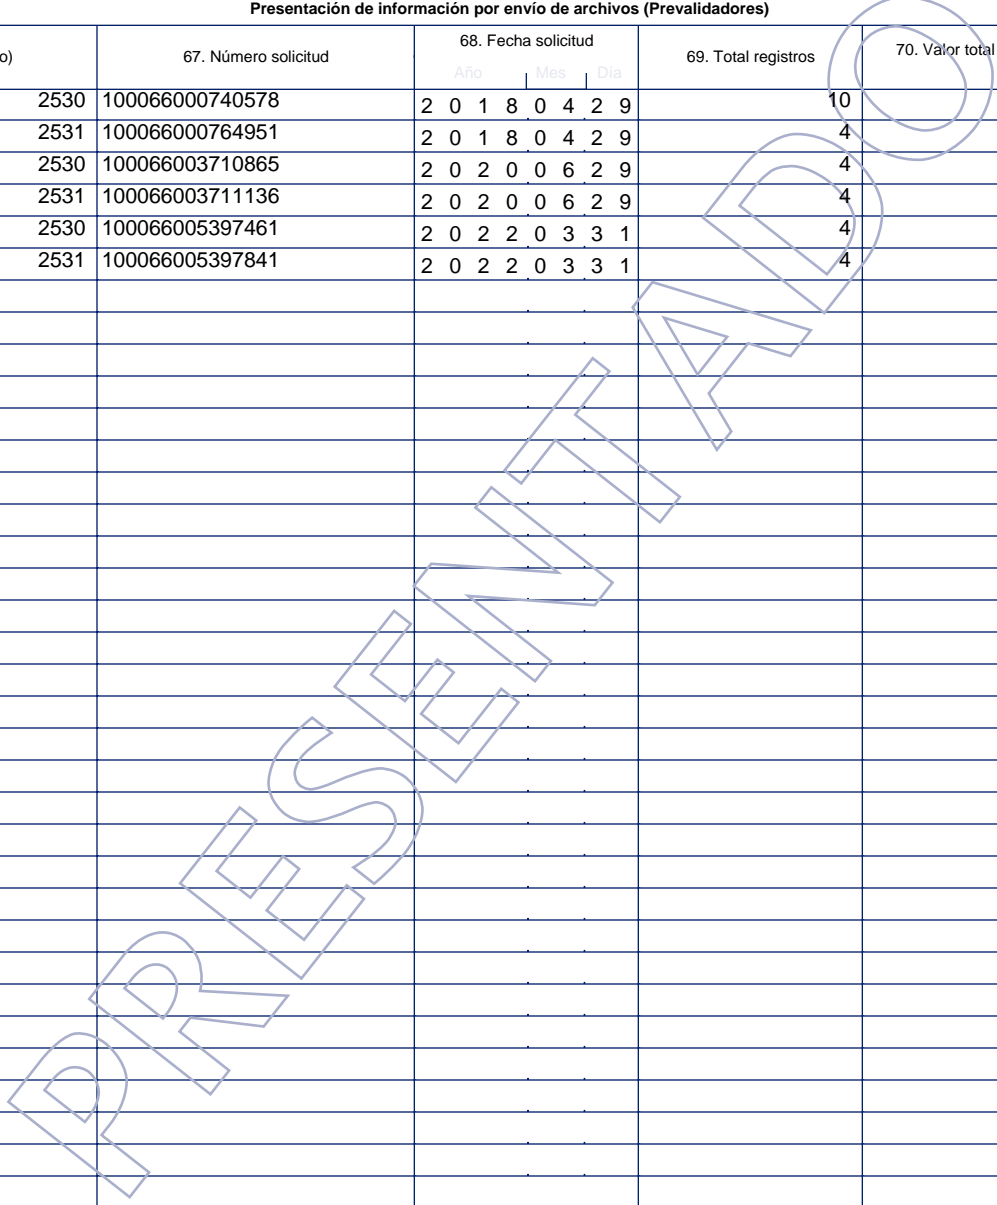 Presentación de información por envío de archivos (Prevalidadores)
o) 67. Número solicitud 68. Fecha solicitud 69. Total registros 70. Valor total
Año Mes Día
2530 100066000740578 2 0 1 8 0 4 2 9 10
2531 100066000764951 2 0 1 8 0 4 2 9 4
2530 100066003710865 2 0 2 0 0 6 2 9 4
2531 100066003711136 2 0 2 0 0 6 2 9 4
2530 100066005397461 2 0 2 2 0 3 3 1 4
2531 100066005397841 2 0 2 2 0 3 3 1 4
PRESENTADO